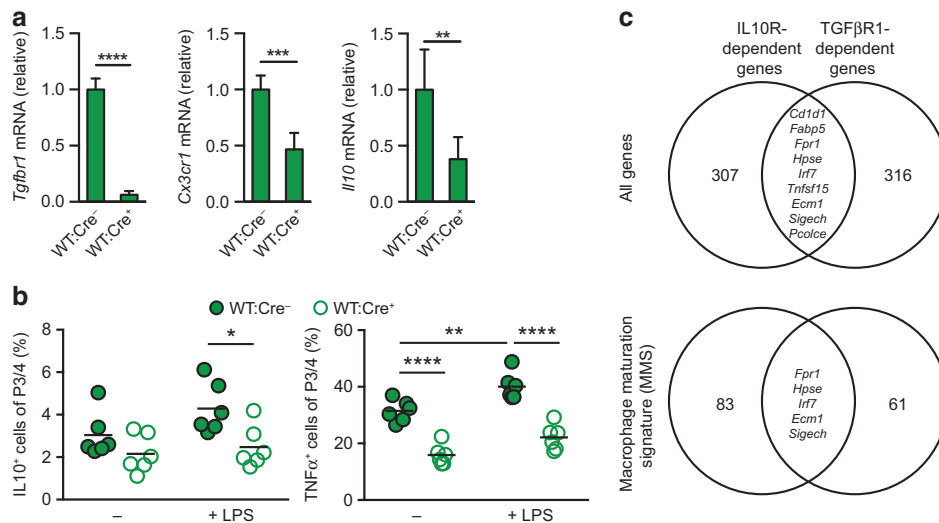 a
Tgfbr1 mRNA (relative)
1.5
1.0
0.5
0.0
****
WT:Cre⁻
WT:Cre⁺
Cx3cr1 mRNA (relative)
1.5
1.0
0.5
0.0
***
WT:Cre⁻
WT:Cre⁺
Il10 mRNA (relative)
1.5
1.0
0.5
0.0
**
WT:Cre⁻
WT:Cre⁺
b
WT:Cre⁻
WT:Cre⁺
IL10⁺ cells of P3/4 (%)
8
6
4
2
0
*
–
+ LPS
TNFα⁺ cells of P3/4 (%)
60
40
20
0
**
****
****
–
+ LPS
c
IL10R-
dependent
genes
TGFβR1-
dependent
genes
All genes
307
Cd1d1
Fabp5
Fpr1
Hpse
Irf7
Tnfsf15
Ecm1
Sigech
Pcolce
316
Macrophage maturation
signature (MMS)
83
Fpr1
Hpse
Irf7
Ecm1
Sigech
61